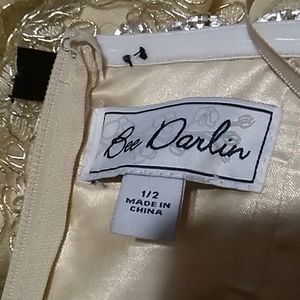 Bee Darlin
1/2
MADE IN
CHINA